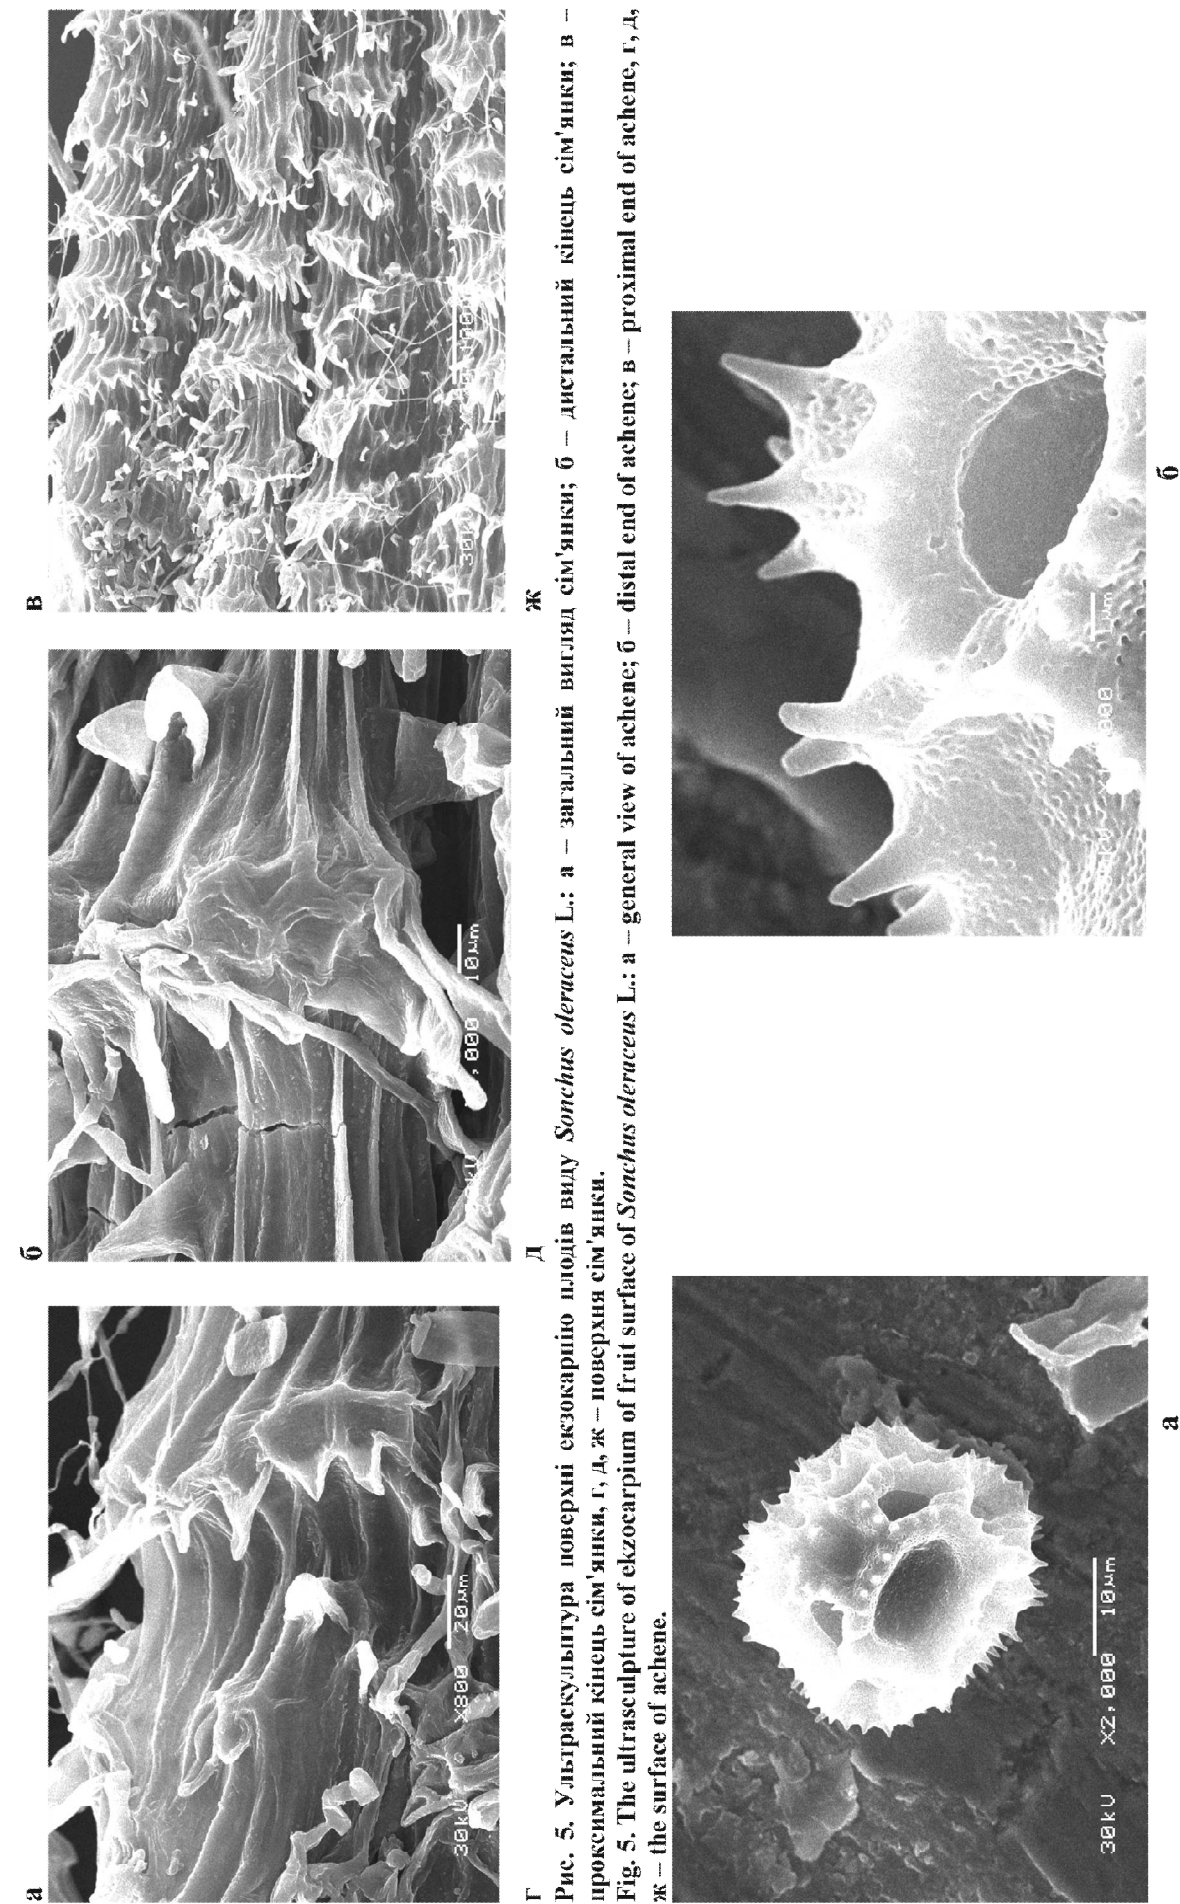 а б в
30kU X800 20µm
,000 10µm
г д ж
Рис. 5. Ультраскульптура поверхні екзокарпію плодів виду Sonchus oleraceus L.: а – загальний вигляд сім'янки; б – дистальний кінець сім'янки; в –
проксимальний кінець сім'янки, г, д, ж – поверхня сім'янки.
Fig. 5. The ultrasculpture of ekzocarpium of fruit surface of Sonchus oleraceus L.: a – general view of achene; б – distal end of achene; в – proximal end of achene, г, д,
ж – the surface of achene.
30kU X2,000 10µm
1µm
а б